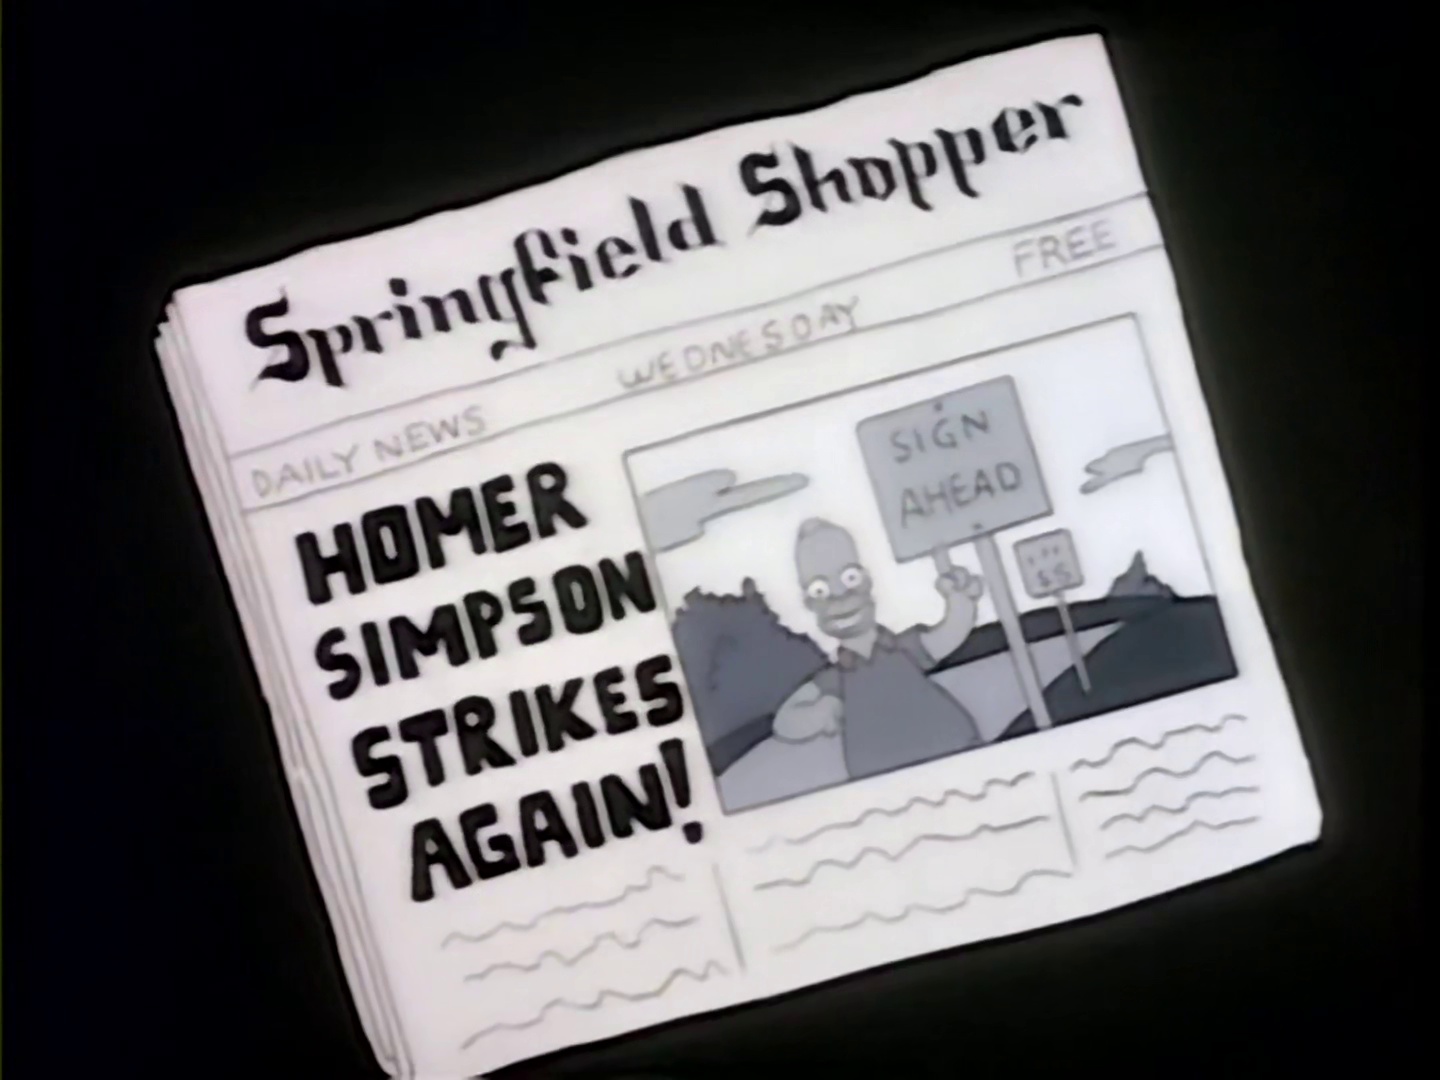 Springfield Shopper
DAILY NEWS WEDNESDAY FREE
HOMER
SIMPSON
STRIKES
AGAIN!
SIGN
AHEAD